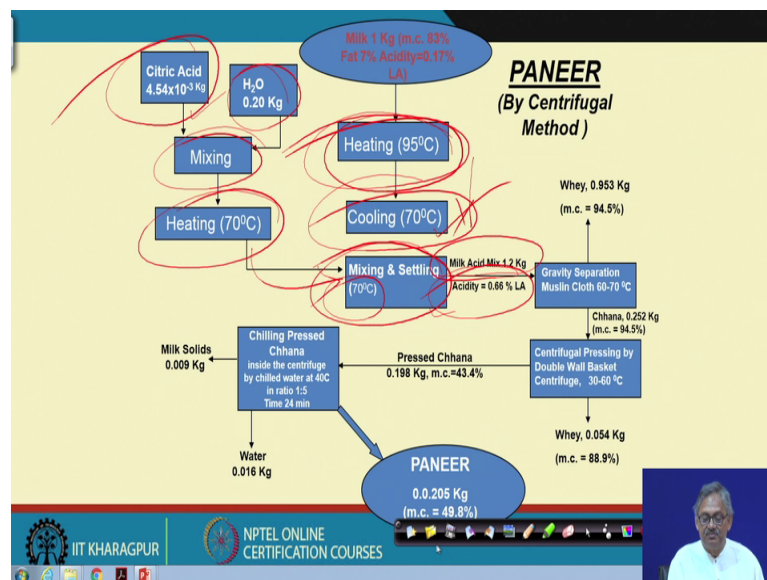 Milk 1 Kg (m.c. 83%
Fat 7% Acidity=0.17%
LA)
PANEER
(By Centrifugal
Method )
Citric Acid
4.54x10-3 Kg
H2O
0.20 Kg
Mixing
Heating (95⁰C)
Heating (70⁰C)
Cooling (70⁰C)
Mixing & Settling
(70⁰C)
Milk Acid Mix 1.2 Kg
Acidity = 0.66 % LA
Whey, 0.953 Kg
(m.c. = 94.5%)
Gravity Separation
Muslin Cloth 60-70 ⁰C
Chhana, 0.252 Kg
(m.c. = 94.5%)
Centrifugal Pressing by
Double Wall Basket
Centrifuge, 30-60 ⁰C
Whey, 0.054 Kg
(m.c. = 88.9%)
Pressed Chhana
0.198 Kg, m.c.=43.4%
Chilling Pressed
Chhana
inside the centrifuge
by chilled water at 40C
in ratio 1:5
Time 24 min
Milk Solids
0.009 Kg
Water
0.016 Kg
PANEER
0.0.205 Kg
(m.c. = 49.8%)
IIT KHARAGPUR
NPTEL ONLINE
CERTIFICATION COURSES